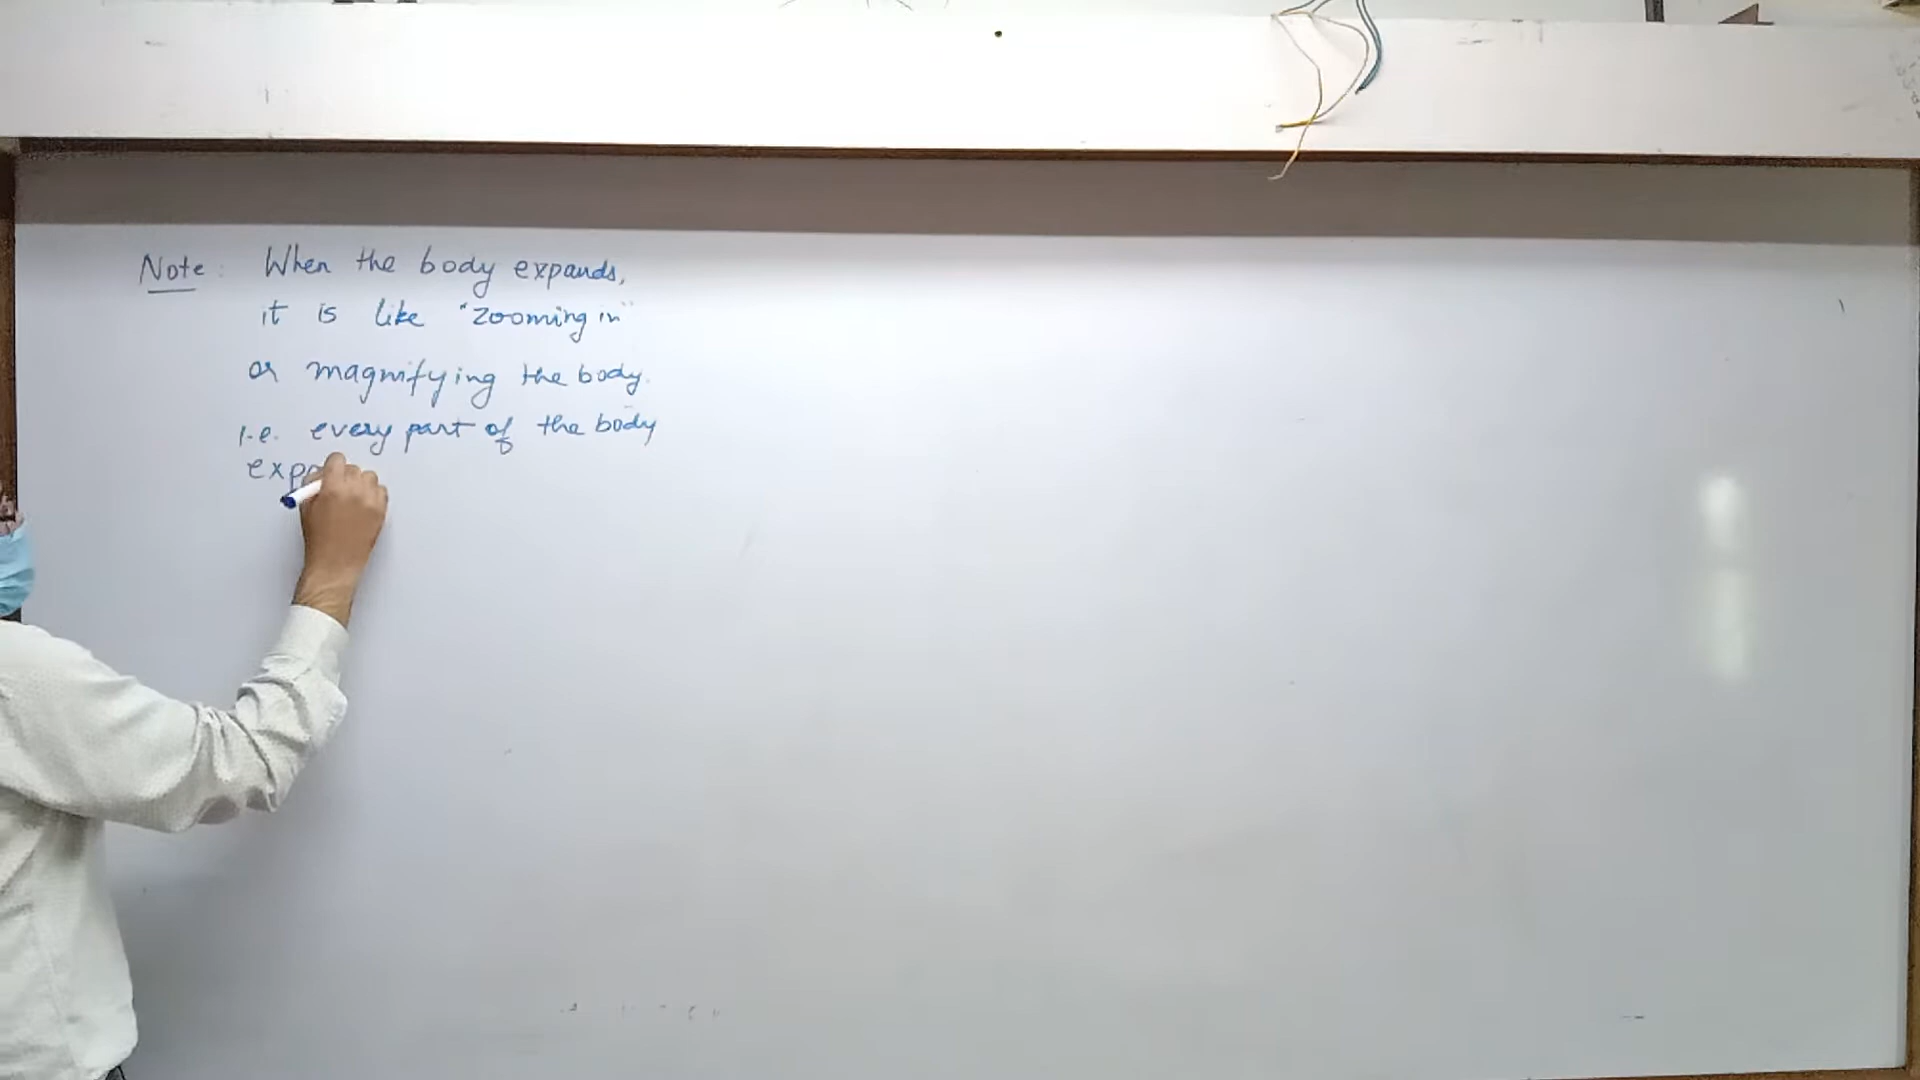 Note: When the body expands,
it is like "zooming in"
or magnifying the body.
i.e. every part of the body
expa